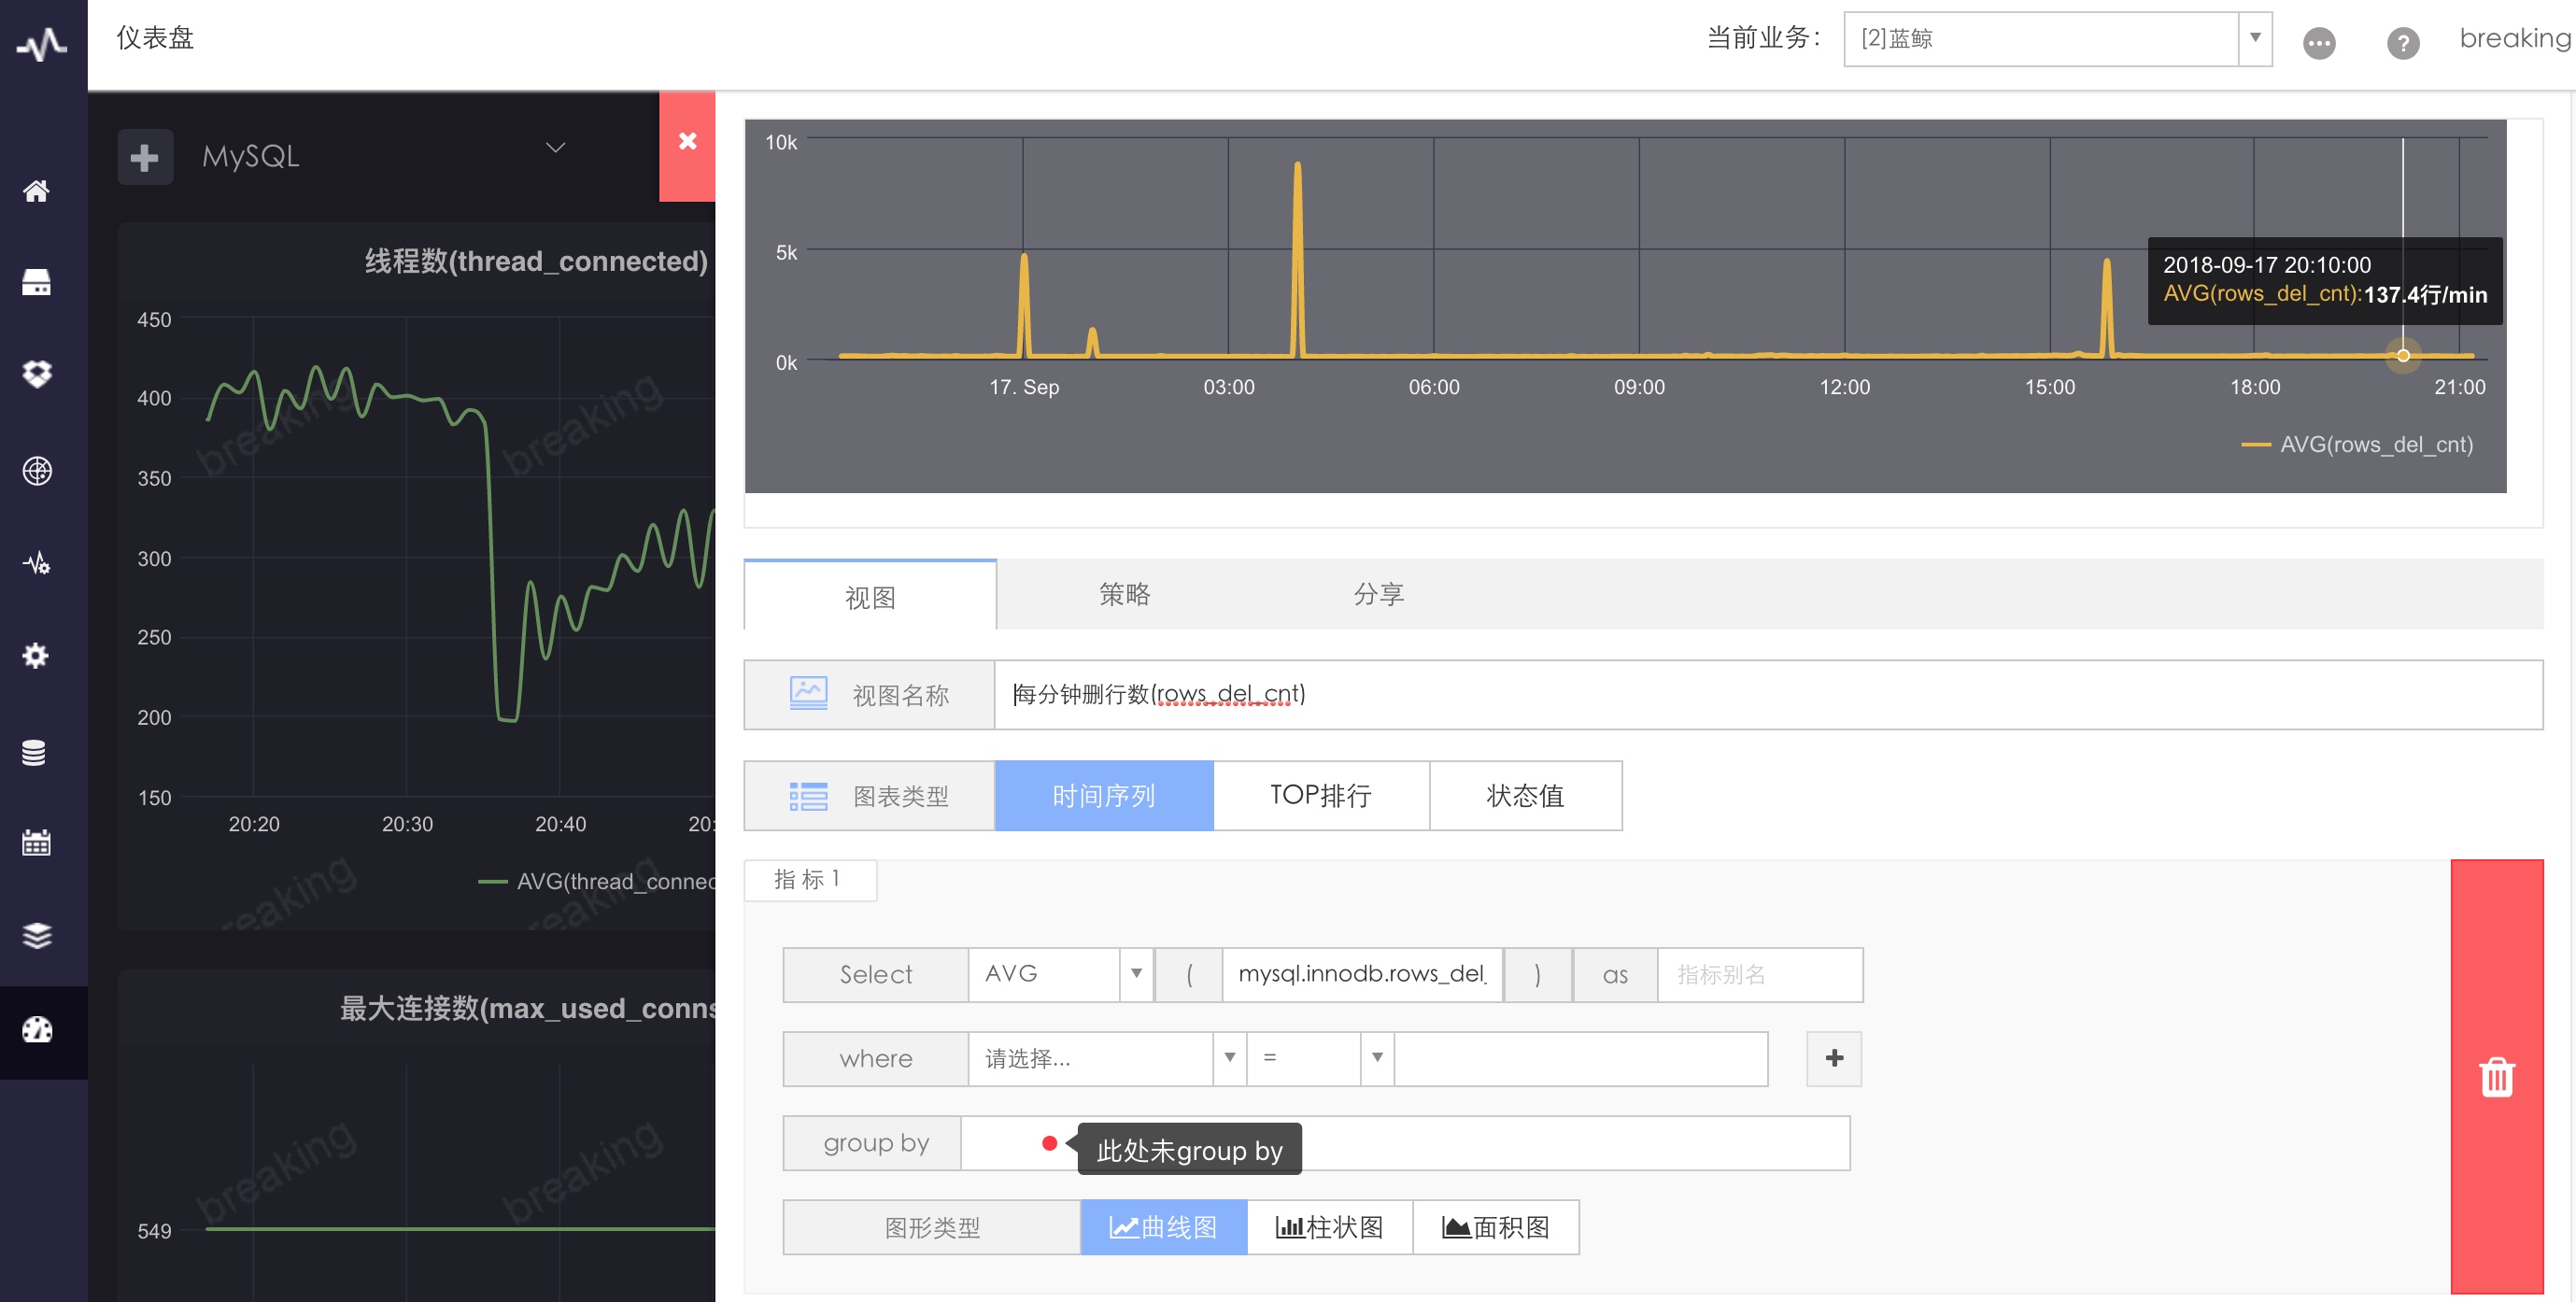 仪表盘
当前业务：
[2]蓝鲸
breaking
MySQL
线程数(thread_connected)
450
400
350
300
250
200
150
20:20
20:30
20:40
20:
AVG(thread_connec
breaking
breaking
reaking
reaking
最大连接数(max_used_conns
549
breaking
breaking
10k
5k
0k
17. Sep
03:00
06:00
09:00
12:00
15:00
18:00
21:00
2018-09-17 20:10:00
AVG(rows_del_cnt):137.4行/min
AVG(rows_del_cnt)
视图
策略
分享
视图名称
每分钟删行数(rows_del_cnt)
图表类型
时间序列
TOP排行
状态值
指 标 1
Select
AVG
(
mysql.innodb.rows_del_
)
as
指标别名
where
请选择...
=
group by
此处未group by
图形类型
曲线图
柱状图
面积图